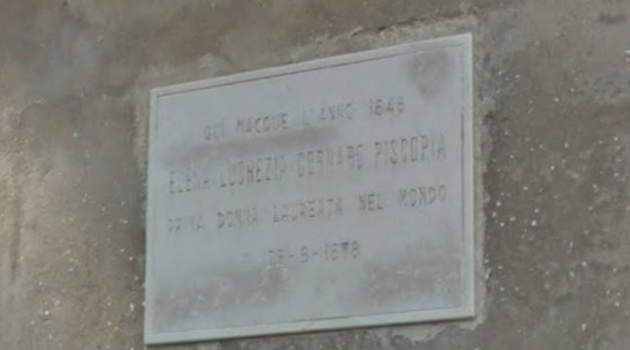 QUI NACQUE L'ANNO 1646
ELENA LUCREZIA CORNARO PISCOPIA
PRIMA DONNA LAUREATA NEL MONDO
25-6-1678